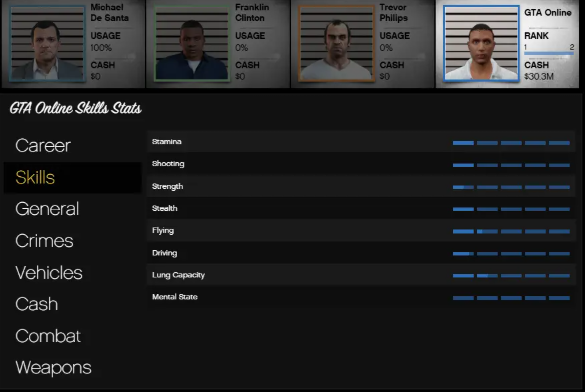 Michael
De Santa
USAGE
100%
CASH
$0
Franklin
Clinton
USAGE
0%
CASH
$0
Trevor
Philips
USAGE
0%
CASH
$0
GTA Online
RANK
1 2
CASH
$30.3M
GTA Online Skills Stats
Career
Skills
General
Crimes
Vehicles
Cash
Combat
Weapons
Stamina
Shooting
Strength
Stealth
Flying
Driving
Lung Capacity
Mental State